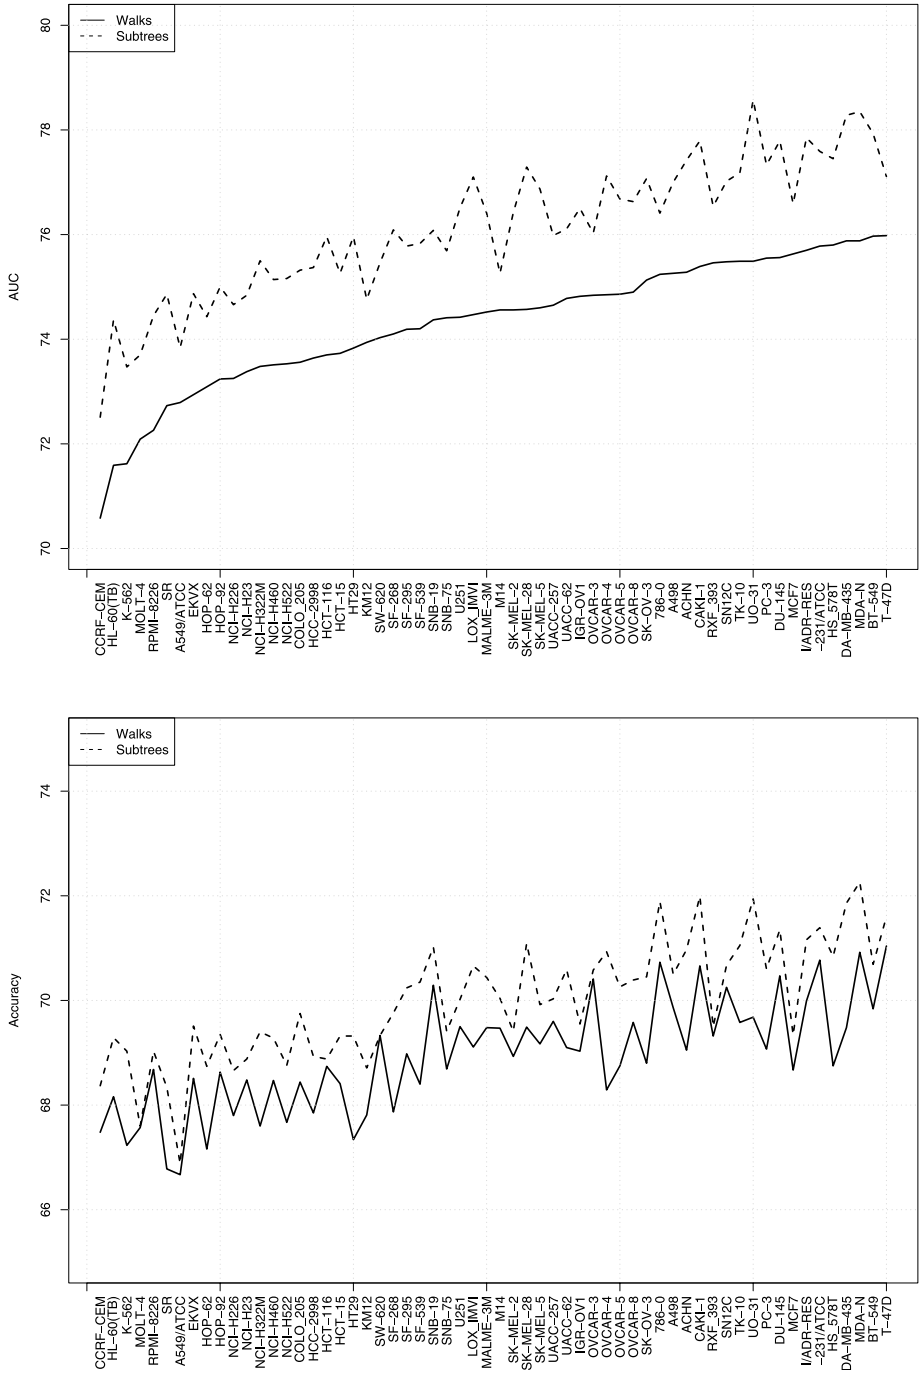 Walks
Subtrees
80
78
76
74
72
70
AUC
CCRF−CEM
HL−60(TB)
K−562
MOLT−4
RPMI−8226
SR
A549/ATCC
EKVX
HOP−62
HOP−92
NCI−H226
NCI−H23
NCI−H322M
NCI−H460
NCI−H522
COLO_205
HCC−2998
HCT−116
HCT−15
HT29
KM12
SW−620
SF−268
SF−295
SF−539
SNB−19
SNB−75
U251
LOX_IMVI
MALME−3M
M14
SK−MEL−2
SK−MEL−28
SK−MEL−5
UACC−257
UACC−62
IGR−OV1
OVCAR−3
OVCAR−4
OVCAR−5
OVCAR−8
SK−OV−3
786−0
A498
ACHN
CAKI−1
RXF_393
SN12C
TK−10
UO−31
PC−3
DU−145
MCF7
I/ADR−RES
−231/ATCC
HS_578T
DA−MB−435
MDA−N
BT−549
T−47D
Walks
Subtrees
74
72
70
68
66
Accuracy
CCRF−CEM
HL−60(TB)
K−562
MOLT−4
RPMI−8226
SR
A549/ATCC
EKVX
HOP−62
HOP−92
NCI−H226
NCI−H23
NCI−H322M
NCI−H460
NCI−H522
COLO_205
HCC−2998
HCT−116
HCT−15
HT29
KM12
SW−620
SF−268
SF−295
SF−539
SNB−19
SNB−75
U251
LOX_IMVI
MALME−3M
M14
SK−MEL−2
SK−MEL−28
SK−MEL−5
UACC−257
UACC−62
IGR−OV1
OVCAR−3
OVCAR−4
OVCAR−5
OVCAR−8
SK−OV−3
786−0
A498
ACHN
CAKI−1
RXF_393
SN12C
TK−10
UO−31
PC−3
DU−145
MCF7
I/ADR−RES
−231/ATCC
HS_578T
DA−MB−435
MDA−N
BT−549
T−47D